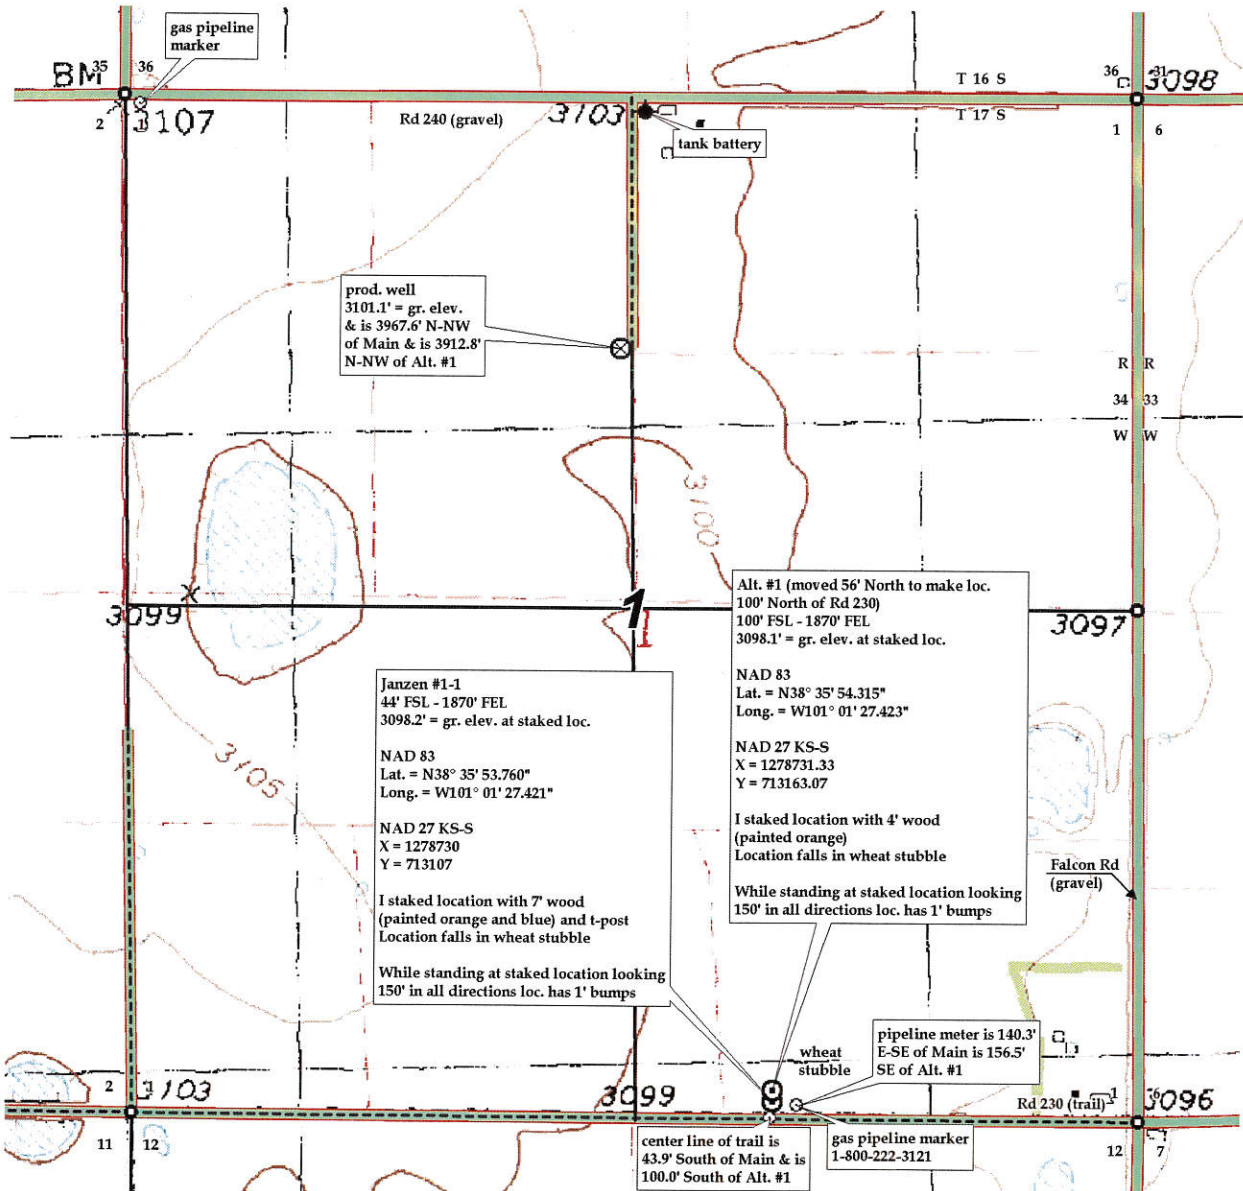 gas pipeline
marker
BM
35
36
3107
2
1
Rd 240 (gravel)
3103
tank battery
T 16 S
T 17 S
36
31
3098
1
6
prod. well
3101.1' = gr. elev.
& is 3967.6' N-NW
of Main & is 3912.8'
N-NW of Alt. #1
R
R
34
33
W
W
3100
3099
X
1
1
3097
Alt. #1 (moved 56' North to make loc.
100' North of Rd 230)
100' FSL - 1870' FEL
3098.1' = gr. elev. at staked loc.
NAD 83
Lat. = N38° 35' 54.315"
Long. = W101° 01' 27.423"
NAD 27 KS-S
X = 1278731.33
Y = 713163.07
I staked location with 4' wood
(painted orange)
Location falls in wheat stubble
While standing at staked location looking
150' in all directions loc. has 1' bumps
Janzen #1-1
44' FSL - 1870' FEL
3098.2' = gr. elev. at staked loc.
NAD 83
Lat. = N38° 35' 53.760"
Long. = W101° 01' 27.421"
NAD 27 KS-S
X = 1278730
Y = 713107
I staked location with 7' wood
(painted orange and blue) and t-post
Location falls in wheat stubble
While standing at staked location looking
150' in all directions loc. has 1' bumps
3105
Falcon Rd
(gravel)
pipeline meter is 140.3'
E-SE of Main is 156.5'
SE of Alt. #1
wheat
stubble
2
1
3103
3099
Rd 230 (trail)
1
6
3096
11
12
center line of trail is
43.9' South of Main & is
100.0' South of Alt. #1
gas pipeline marker
1-800-222-3121
12
7